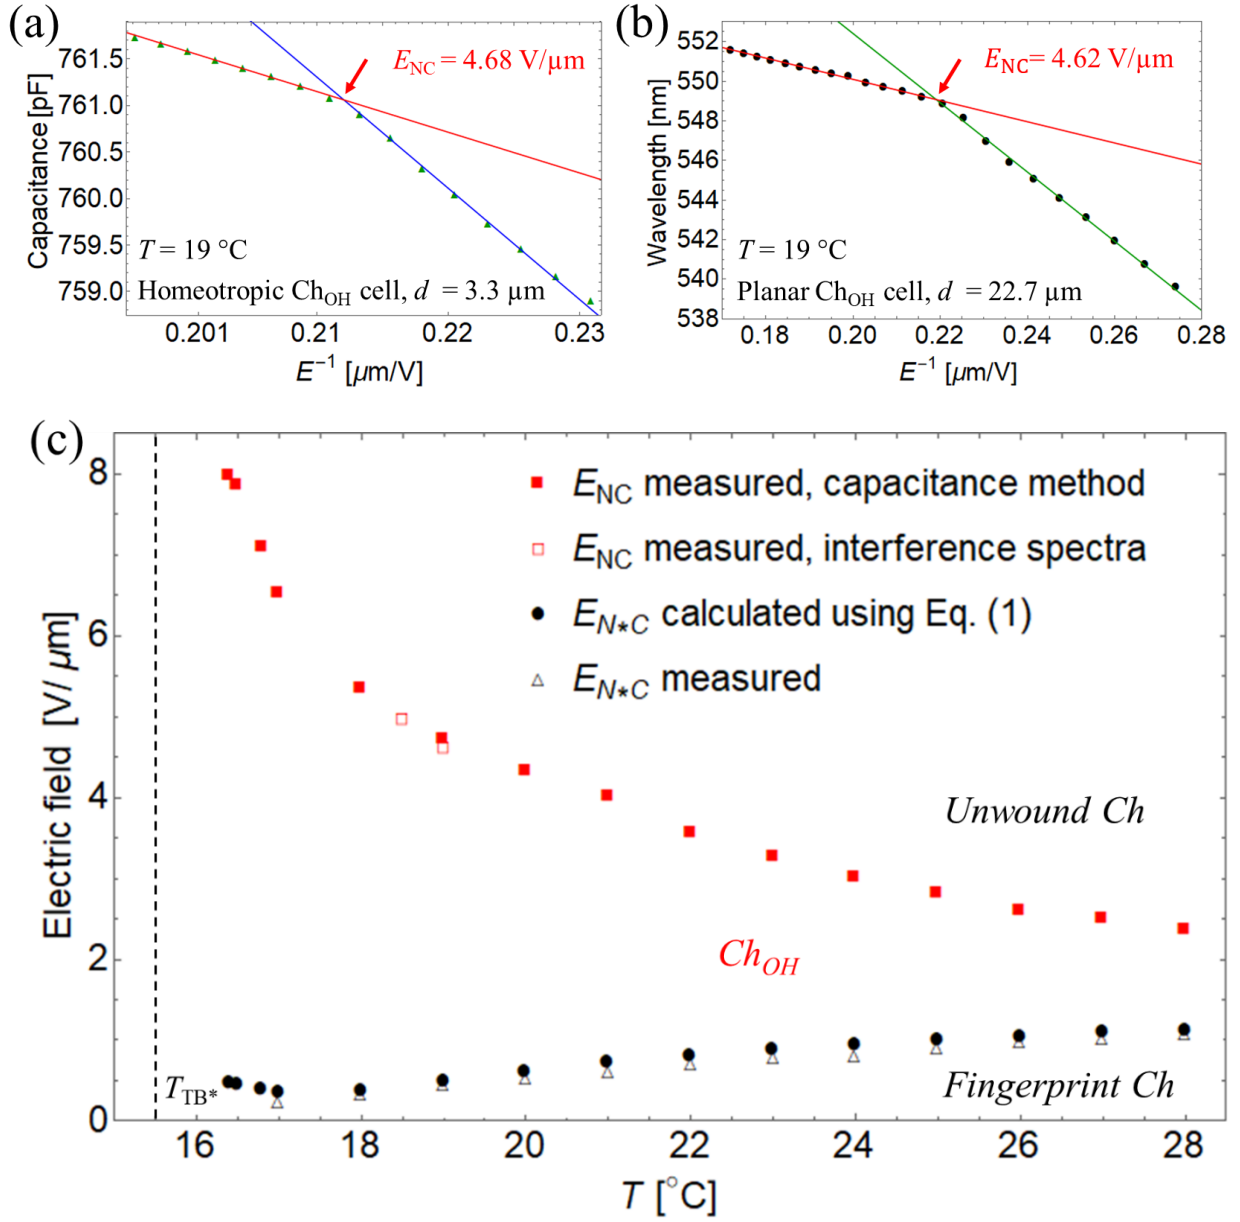 (a)
E_NC = 4.68 V/µm
Capacitance [pF]
761.5
761.0
760.5
760.0
759.5
759.0
T = 19 °C
Homeotropic Ch_OH cell, d = 3.3 µm
0.201
0.21
0.22
0.23
E⁻¹ [µm/V]
(b)
E_NC = 4.62 V/µm
Wavelength [nm]
552
550
548
546
544
542
540
538
T = 19 °C
Planar Ch_OH cell, d = 22.7 µm
0.18
0.20
0.22
0.24
0.26
0.28
E⁻¹ [µm/V]
(c)
Electric field [V/ µm]
8
6
4
2
0
E_NC measured, capacitance method
E_NC measured, interference spectra
E_N*C calculated using Eq. (1)
E_N*C measured
Unwound Ch
Ch_OH
T_TB*
Fingerprint Ch
16
18
20
22
24
26
28
T [°C]